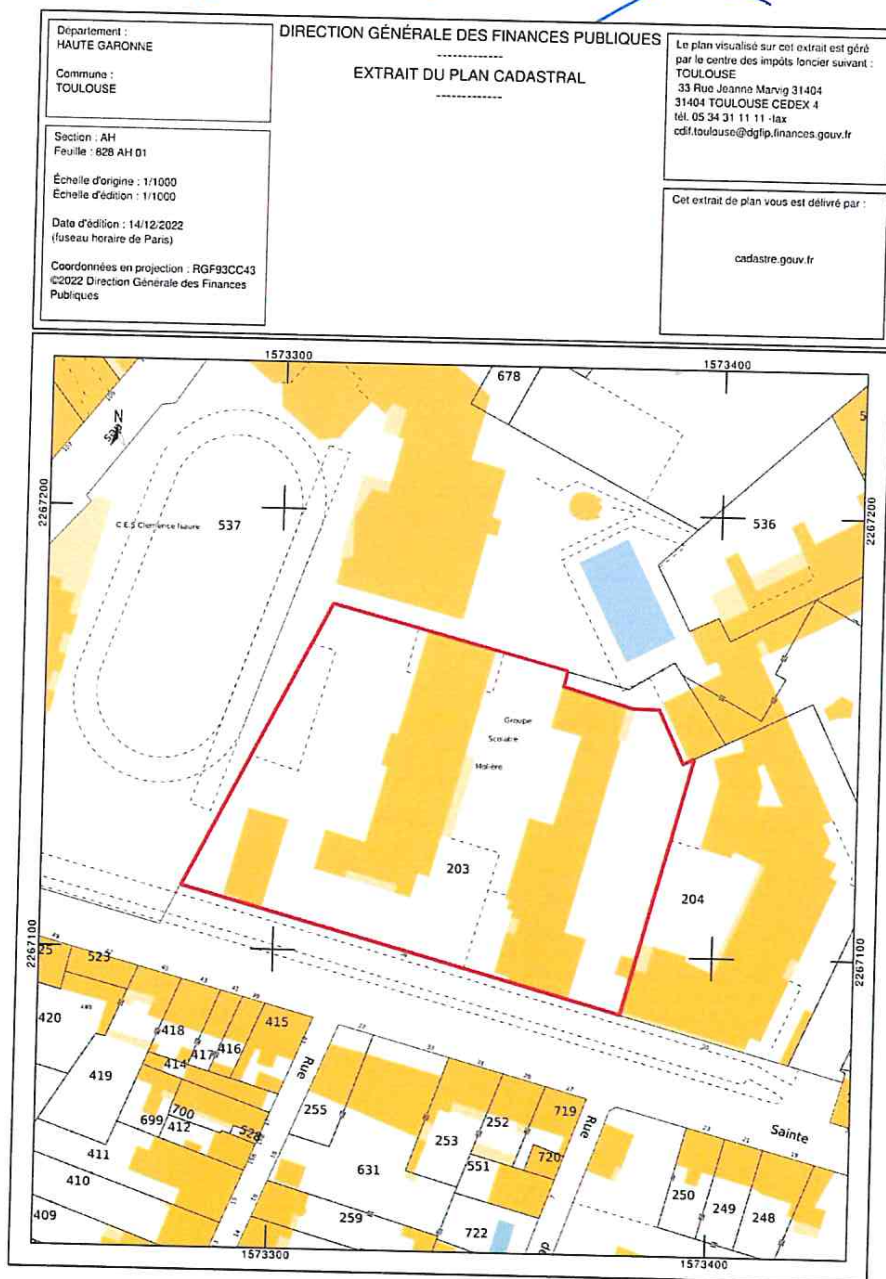 Département :
HAUTE GARONNE
Commune :
TOULOUSE
Section : AH
Feuille : 828 AH 01
Échelle d'origine : 1/1000
Échelle d'édition : 1/1000
Date d'édition : 14/12/2022
(fuseau horaire de Paris)
Coordonnées en projection : RGF93CC43
©2022 Direction Générale des Finances
Publiques
DIRECTION GÉNÉRALE DES FINANCES PUBLIQUES
------------
EXTRAIT DU PLAN CADASTRAL
------------
Le plan visualisé sur cet extrait est géré
par le centre des impôts foncier suivant :
TOULOUSE
33 Rue Jeanne Marvig 31404
31404 TOULOUSE CEDEX 4
tél. 05 34 31 11 11 -fax
cdif.toulouse@dgfip.finances.gouv.fr
Cet extrait de plan vous est délivré par :
cadastre.gouv.fr
1573300
1573400
678
5
N
2267200
C.E.S Clemence Isaure
537
536
2267200
Groupe
Scolaire
Molière
203
204
2267100
2267100
25
523
420
418
417
416
415
414
419
699
700
412
528
411
410
409
Rue
255
631
259
253
252
551
719
720
722
Rue
de
Sainte
250
249
248
1573300
1573400